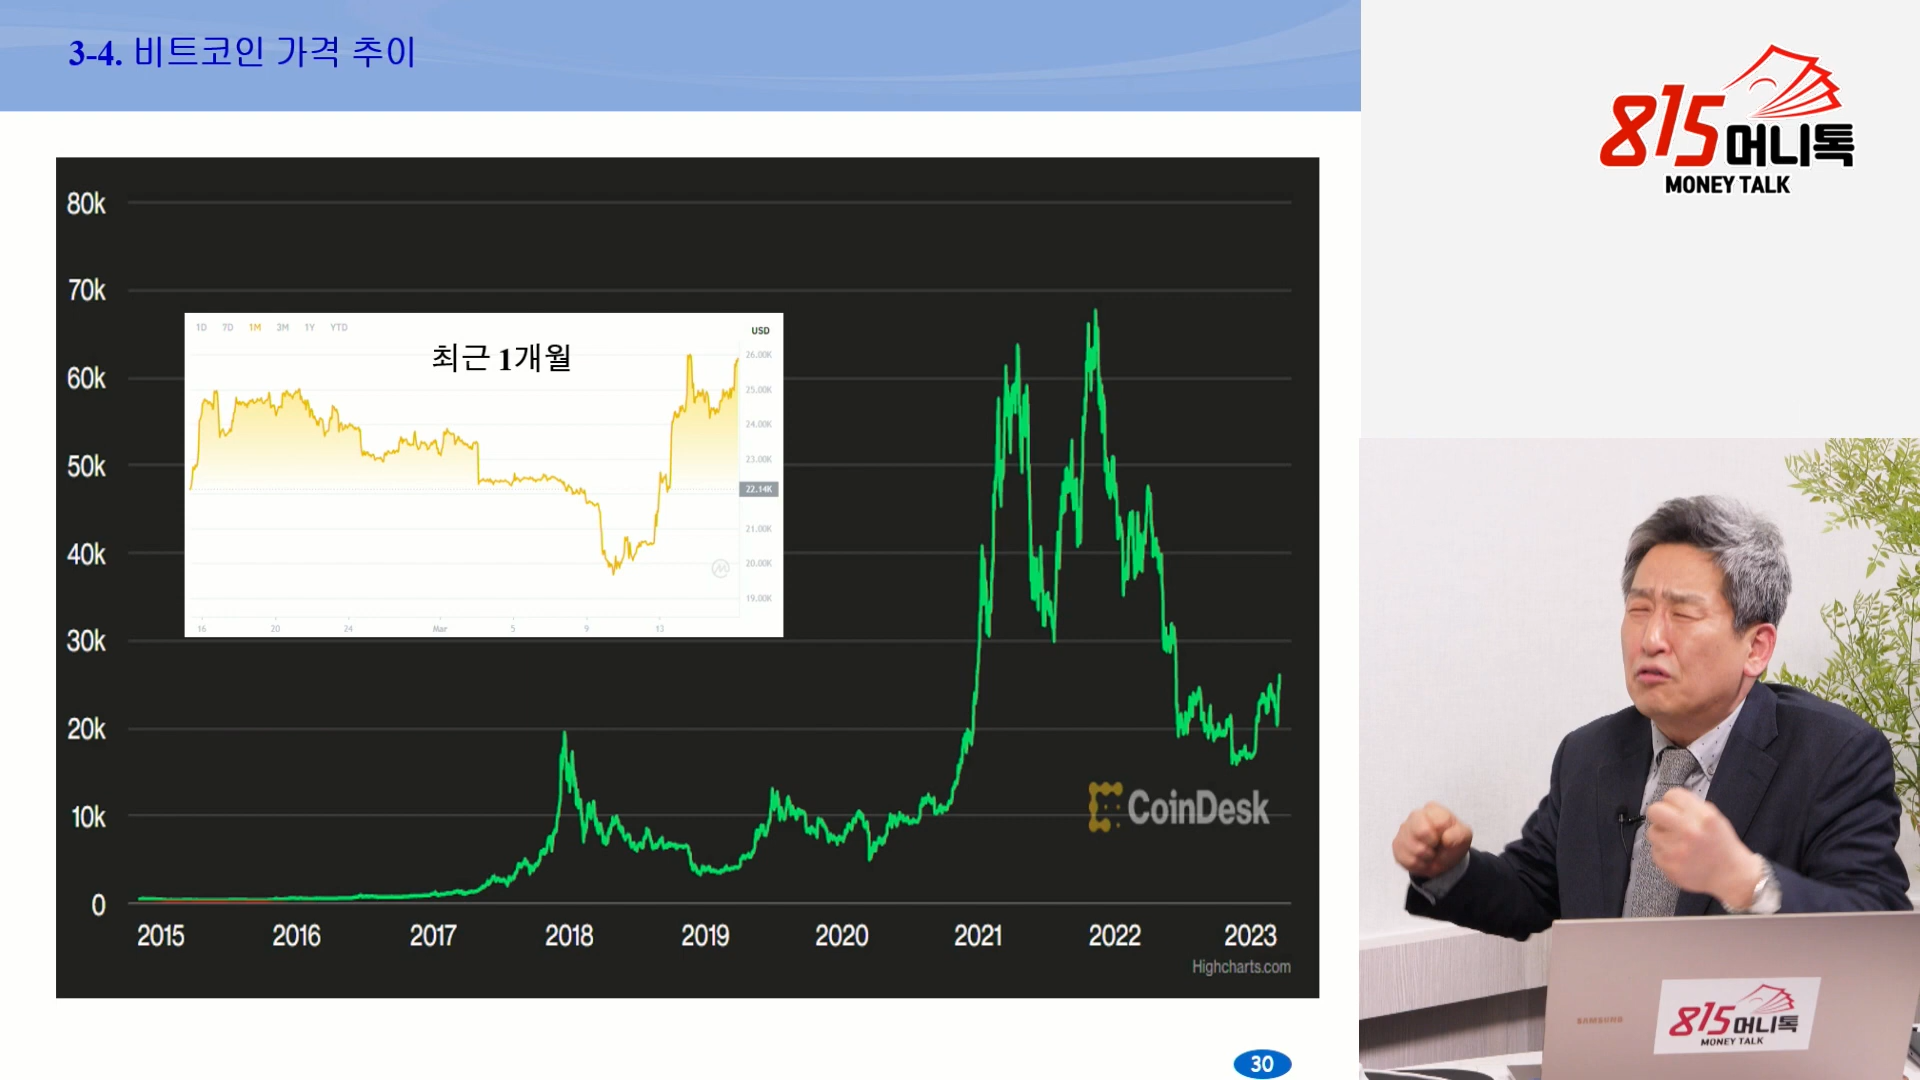 3-4. 비트코인 가격 추이
80k
70k
60k
50k
40k
30k
20k
10k
0
2015 2016 2017 2018 2019 2020 2021 2022 2023
CoinDesk
Highcharts.com
1D 7D 1M 3M 1Y YTD
USD
최근 1개월
26.00K
25.00K
24.00K
23.00K
22.14K
21.00K
20.00K
19.00K
16 20 24 Mar 5 9 13
30
815머니톡
MONEY TALK
SAMSUNG
815머니톡
MONEY TALK